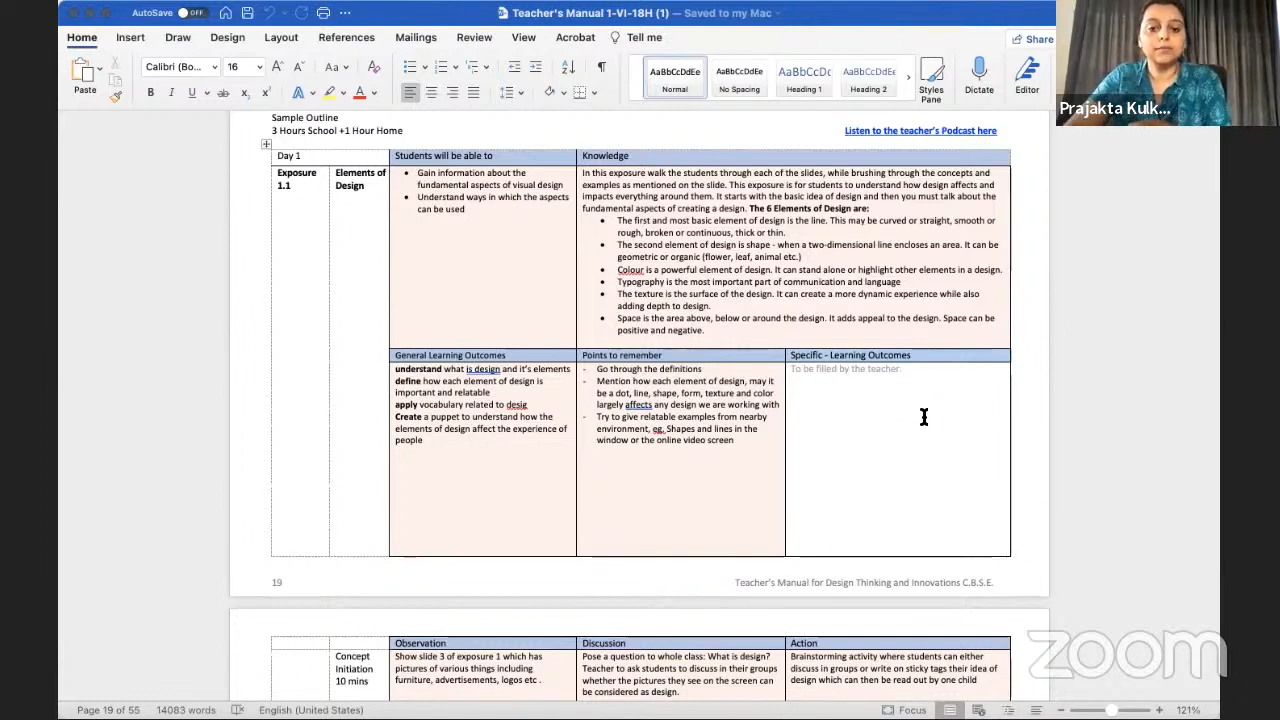 AutoSave OFF
Teacher's Manual 1-VI-18H (1) — Saved to my Mac
Home Insert Draw Design Layout References Mailings Review View Acrobat Tell me
Share
Paste
Calibri (Bo... 16
AaBbCcDdEe
Normal
AaBbCcDdEe
No Spacing
AaBbCcDc
Heading 1
AaBbCcDdEe
Heading 2
Styles
Pane
Dictate
Editor
Prajakta Kulk...
Sample Outline
3 Hours School +1 Hour Home
Listen to the teacher's Podcast here
Day 1
Students will be able to
Knowledge
Exposure
1.1
Elements of
Design
• Gain information about the
fundamental aspects of visual design
• Understand ways in which the aspects
can be used
In this exposure walk the students through each of the slides, while brushing through the concepts and
examples as mentioned on the slide. This exposure is for students to understand how design affects and
impacts everything around them. It starts with the basic idea of design and then you must talk about the
fundamental aspects of creating a design. The 6 Elements of Design are:
• The first and most basic element of design is the line. This may be curved or straight, smooth or
rough, broken or continuous, thick or thin.
• The second element of design is shape - when a two-dimensional line encloses an area. It can be
geometric or organic (flower, leaf, animal etc.)
• Colour is a powerful element of design. It can stand alone or highlight other elements in a design.
• Typography is the most important part of communication and language
• The texture is the surface of the design. It can create a more dynamic experience while also
adding depth to design.
• Space is the area above, below or around the design. It adds appeal to the design. Space can be
positive and negative.
General Learning Outcomes
understand what is design and it's elements
define how each element of design is
important and relatable
apply vocabulary related to desig
Create a puppet to understand how the
elements of design affect the experience of
people
Points to remember
- Go through the definitions
- Mention how each element of design, may it
be a dot, line, shape, form, texture and color
largely affects any design we are working with
- Try to give relatable examples from nearby
environment, eg. Shapes and lines in the
window or the online video screen
Specific - Learning Outcomes
To be filled by the teacher
19
Teacher's Manual for Design Thinking and Innovations C.B.S.E.
Observation
Discussion
Action
Concept
Initiation
10 mins
Show slide 3 of exposure 1 which has
pictures of various things including
furniture, advertisements, logos etc .
Pose a question to whole class: What is design?
Teacher to ask students to discuss in their groups
whether the pictures they see on the screen can
be considered as design.
Brainstorming activity where students can either
discuss in groups or write on sticky tags their idea of
design which can then be read out by one child
zoom
Page 19 of 55 14083 words English (United States) Focus 121%